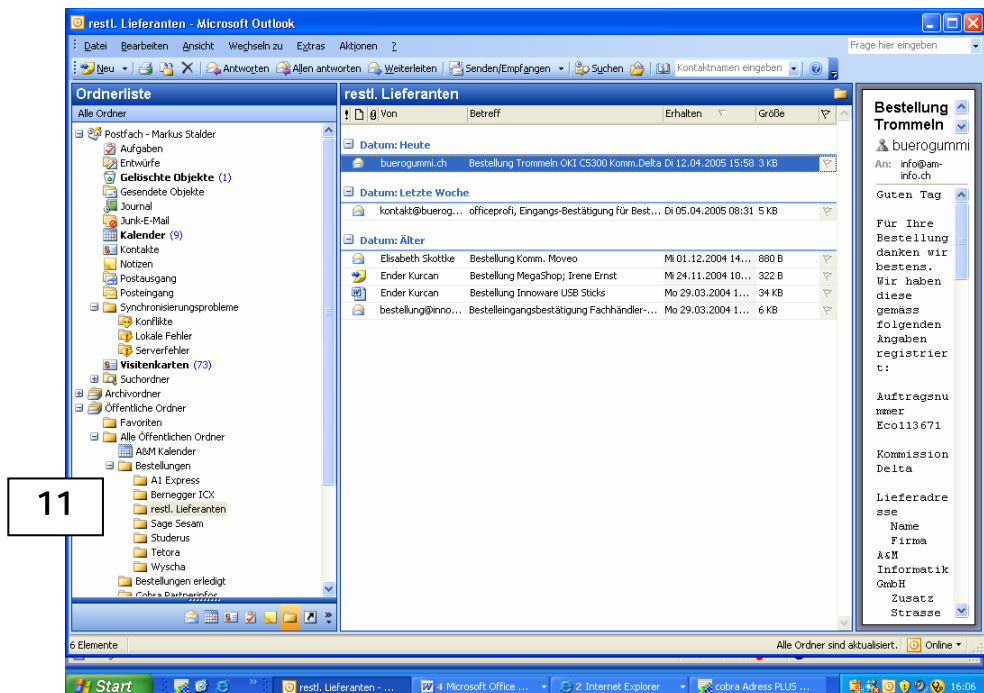 restl. Lieferanten - Microsoft Outlook
Datei Bearbeiten Ansicht Wechseln zu Extras Aktionen ? Frage hier eingeben
Neu Antworten Allen antworten Weiterleiten Senden/Empfangen Suchen Kontaktnamen eingeben
Ordnerliste
Alle Ordner
Postfach - Markus Stalder
Aufgaben
Entwürfe
Gelöschte Objekte (1)
Gesendete Objekte
Journal
Junk-E-Mail
Kalender (9)
Kontakte
Notizen
Postausgang
Posteingang
Synchronisierungsprobleme
Konflikte
Lokale Fehler
Serverfehler
Visitenkarten (73)
Suchordner
Archivordner
Öffentliche Ordner
Favoriten
Alle Öffentlichen Ordner
A&M Kalender
Bestellungen
A1 Express
Bernegger ICX
restl. Lieferanten
Sage Sesam
Studerus
Tetora
Wyscha
Bestellungen erledigt
Cobra Partnerinfos
11
restl. Lieferanten
Von Betreff Erhalten Größe
Datum: Heute
buerogummi.ch Bestellung Trommeln OKI C5300 Komm.Delta Di 12.04.2005 15:58 3 KB
Datum: Letzte Woche
kontakt@buerog... officeprofi, Eingangs-Bestätigung für Best... Di 05.04.2005 08:31 5 KB
Datum: Älter
Elisabeth Skottke Bestellung Komm. Moveo Mi 01.12.2004 14... 880 B
Ender Kurcan Bestellung MegaShop; Irene Ernst Mi 24.11.2004 10... 322 B
Ender Kurcan Bestellung Innoware USB Sticks Mo 29.03.2004 1... 34 KB
bestellung@inno... Bestelleingangsbestätigung Fachhändler-... Mo 29.03.2004 1... 6 KB
Bestellung
Trommeln
buerogummi
An: info@am-
info.ch
Guten Tag
Für Ihre
Bestellung
danken wir
bestens.
Wir haben
diese
gemäss
folgenden
Angaben
registrier
t:
Auftragsnu
mmer
Eco113671
Kommission
Delta
Lieferadre
sse
Name
Firma
A&M
Informatik
GmbH
Zusatz
Strasse
6 Elemente Alle Ordner sind aktualisiert. Online
Start restl. Lieferanten - ... 4 Microsoft Office ... 2 Internet Explorer cobra Adress PLUS ... 16:06